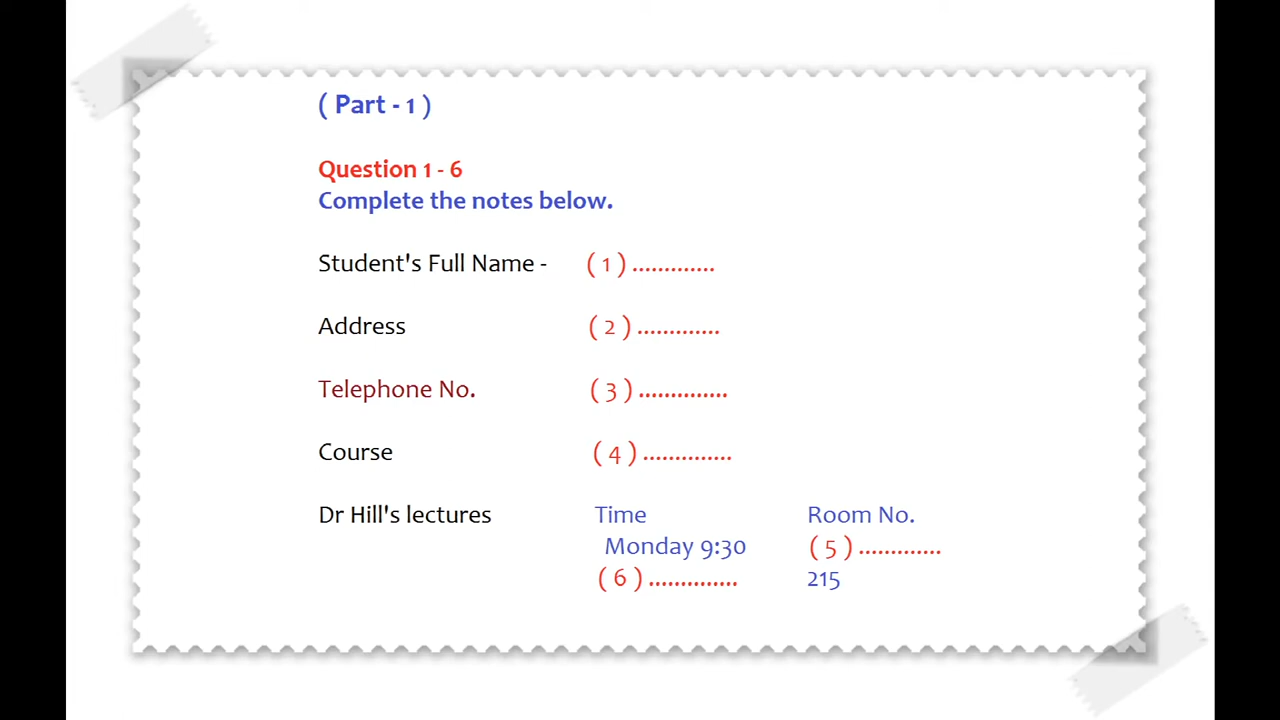 ( Part - 1 )
Question 1 - 6
Complete the notes below.
Student's Full Name - ( 1 ) .............
Address ( 2 ) .............
Telephone No. ( 3 ) ..............
Course ( 4 ) ..............
Dr Hill's lectures Time Room No.
Monday 9:30 ( 5 ) .............
( 6 ) .............. 215